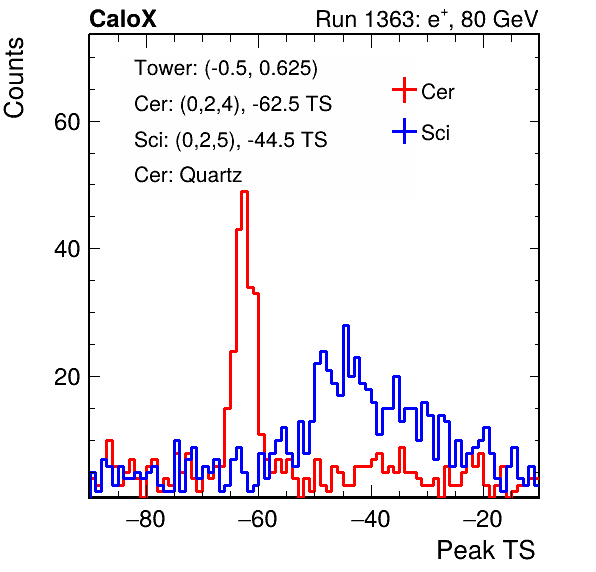 CaloX Run 1363: e⁺, 80 GeV
Counts
Tower: (-0.5, 0.625)
Cer: (0,2,4), -62.5 TS
Sci: (0,2,5), -44.5 TS
Cer: Quartz
Cer
Sci
60
40
20
−80 −60 −40 −20
Peak TS